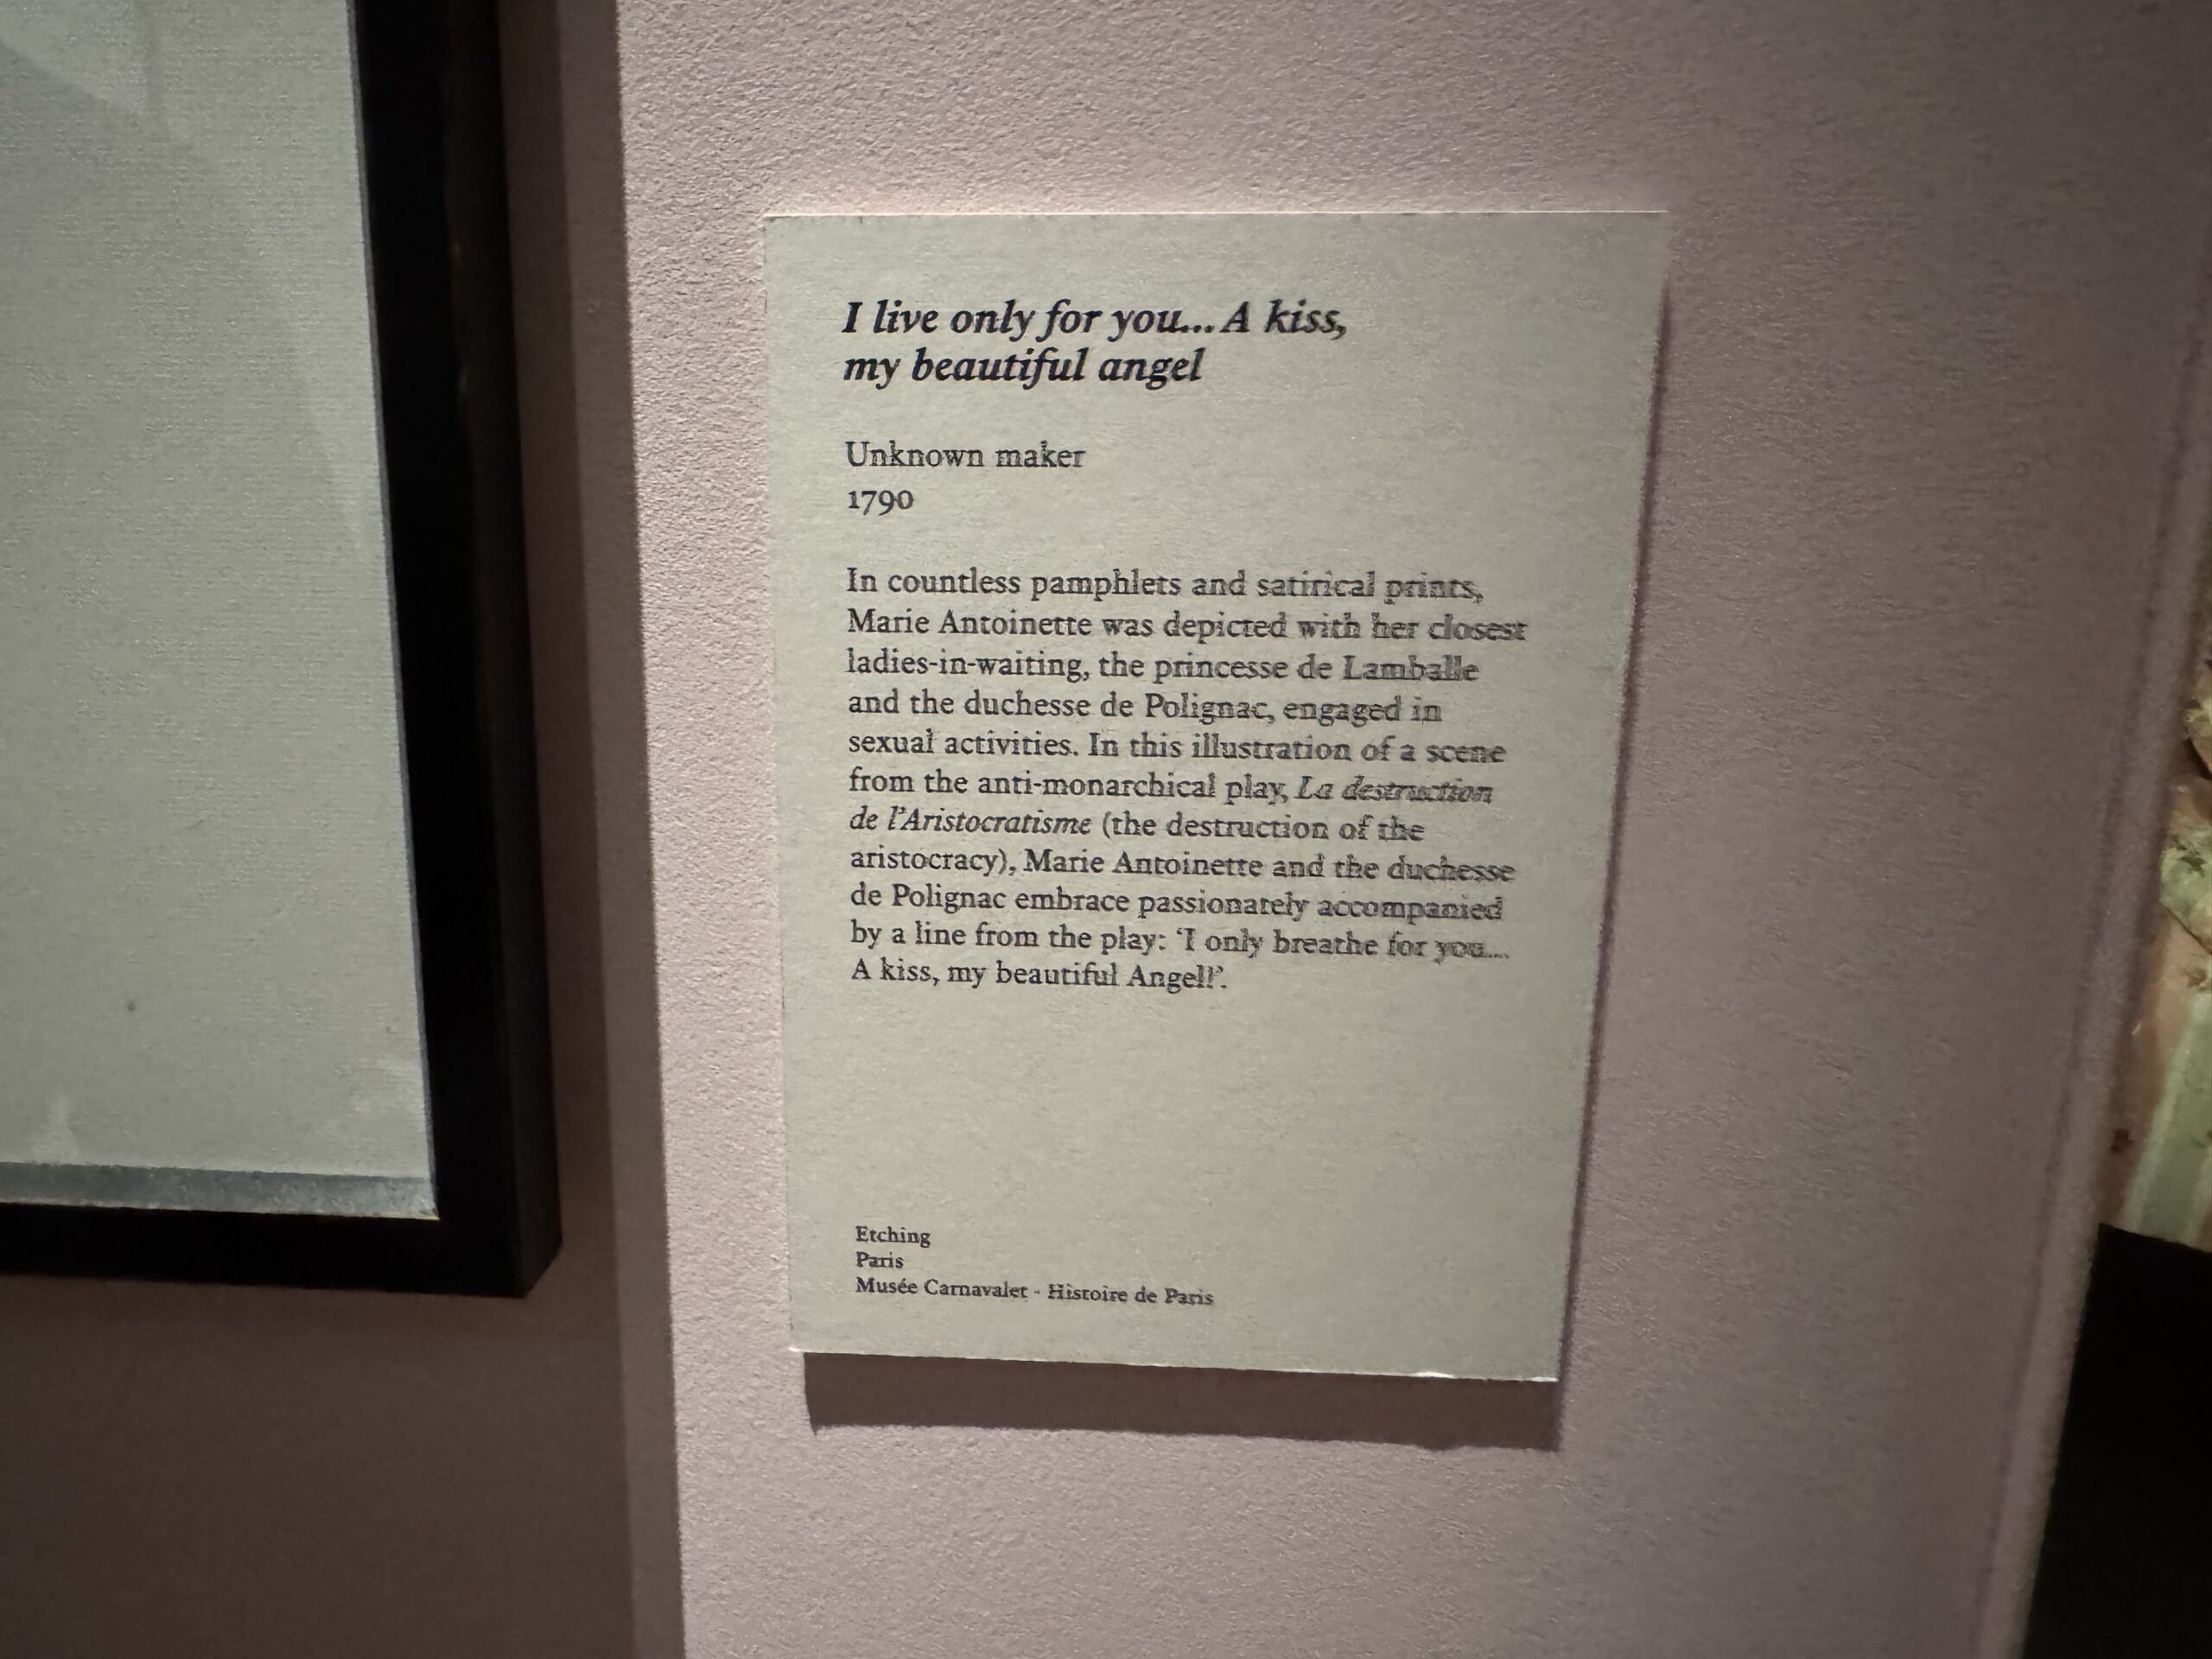 I live only for you... A kiss,
my beautiful angel
Unknown maker
1790
In countless pamphlets and satirical prints,
Marie Antoinette was depicted with her closest
ladies-in-waiting, the princesse de Lamballe
and the duchesse de Polignac, engaged in
sexual activities. In this illustration of a scene
from the anti-monarchical play, La destruction
de l'Aristocratisme (the destruction of the
aristocracy), Marie Antoinette and the duchesse
de Polignac embrace passionately accompanied
by a line from the play: ‘I only breathe for you...
A kiss, my beautiful Angel!’.
Etching
Paris
Musée Carnavalet - Histoire de Paris